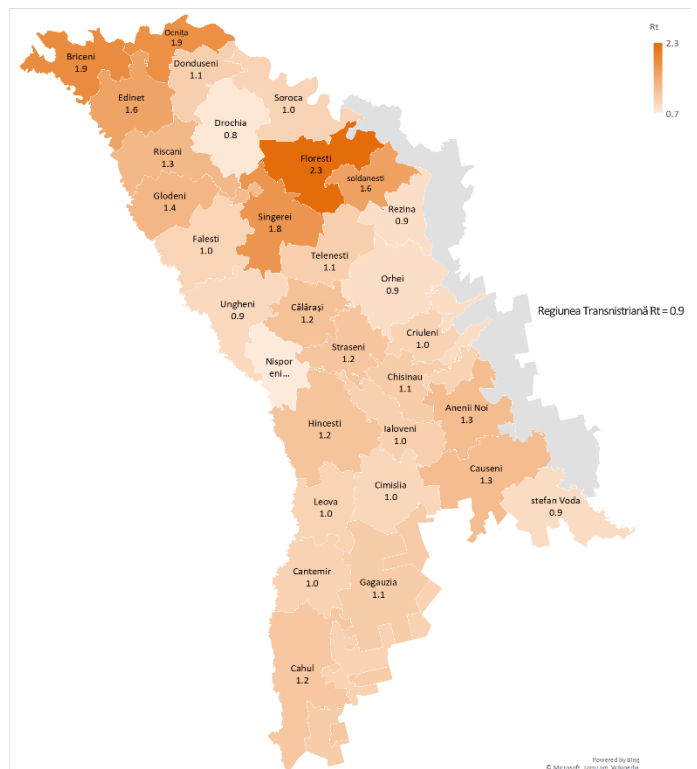 Rt
2.3
0.7
Ocnița
1.9
Briceni
1.9
Donduseni
1.1
Edinet
1.6
Soroca
1.0
Drochia
0.8
Riscani
1.3
Floresti
2.3
soldanesti
1.6
Glodeni
1.4
Rezina
0.9
Singerei
1.8
Falesti
1.0
Telenesti
1.1
Orhei
0.9
Ungheni
0.9
Călărași
1.2
Regiunea Transnistriană Rt = 0.9
Criuleni
1.0
Straseni
1.2
Nispor
eni...
Chisinau
1.1
Anenii Noi
1.3
Hincesti
1.2
Ialoveni
1.0
Causeni
1.3
Cimislia
1.0
Leova
1.0
stefan Voda
0.9
Cantemir
1.0
Gagauzia
1.1
Cahul
1.2
Powered by Bing
© Microsoft, TomTom, Wikipedia